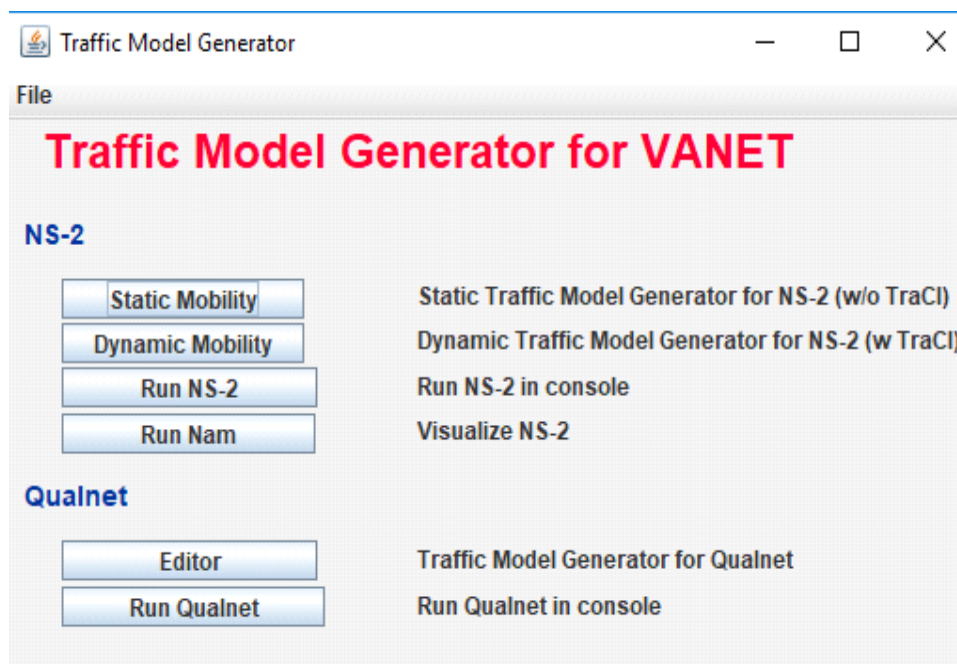 Traffic Model Generator
File
Traffic Model Generator for VANET
NS-2
Static Mobility Static Traffic Model Generator for NS-2 (w/o TraCI)
Dynamic Mobility Dynamic Traffic Model Generator for NS-2 (w TraCI)
Run NS-2 Run NS-2 in console
Run Nam Visualize NS-2
Qualnet
Editor Traffic Model Generator for Qualnet
Run Qualnet Run Qualnet in console